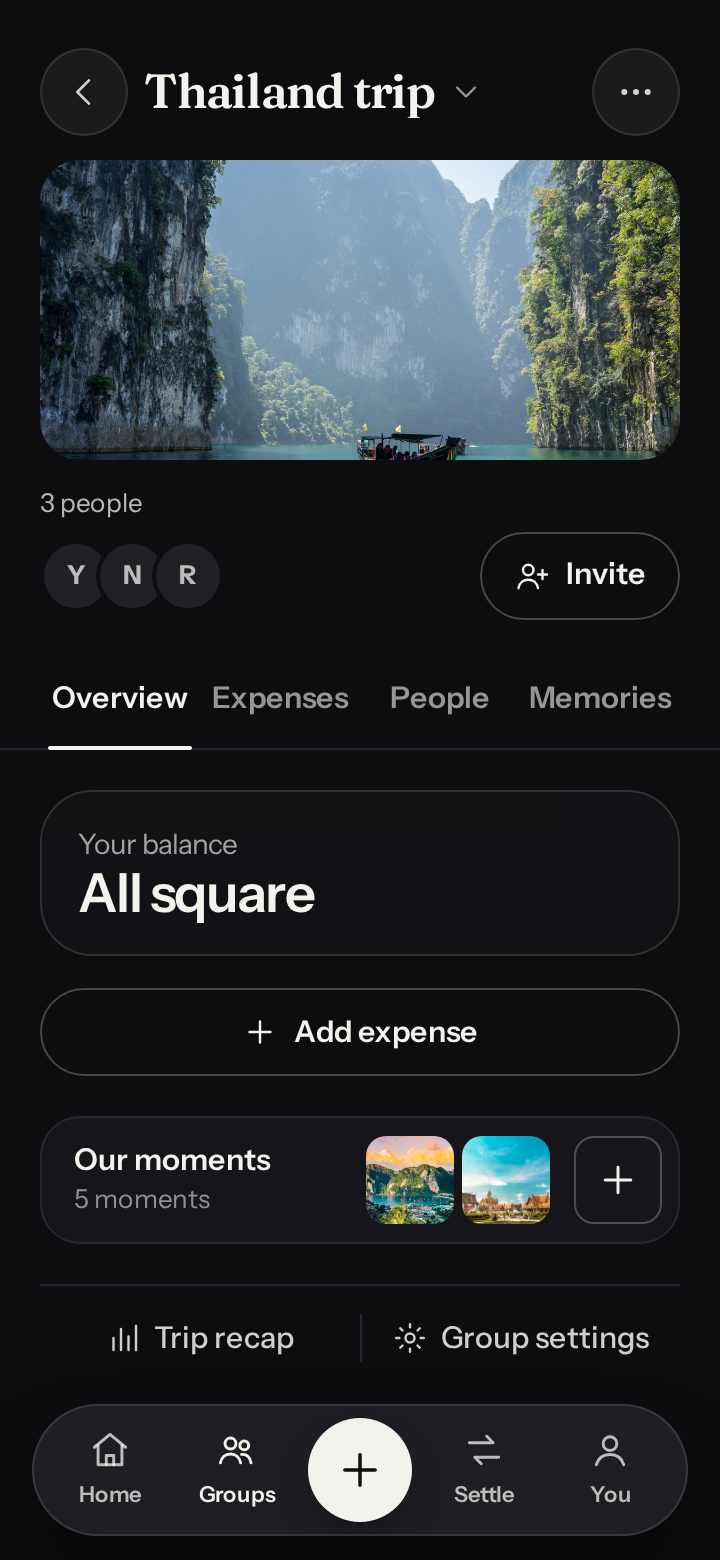 Thailand trip
3 people
Y N R
Invite
Overview Expenses People Memories
Your balance
All square
Add expense
Our moments
5 moments
Trip recap Group settings
Home Groups Settle You